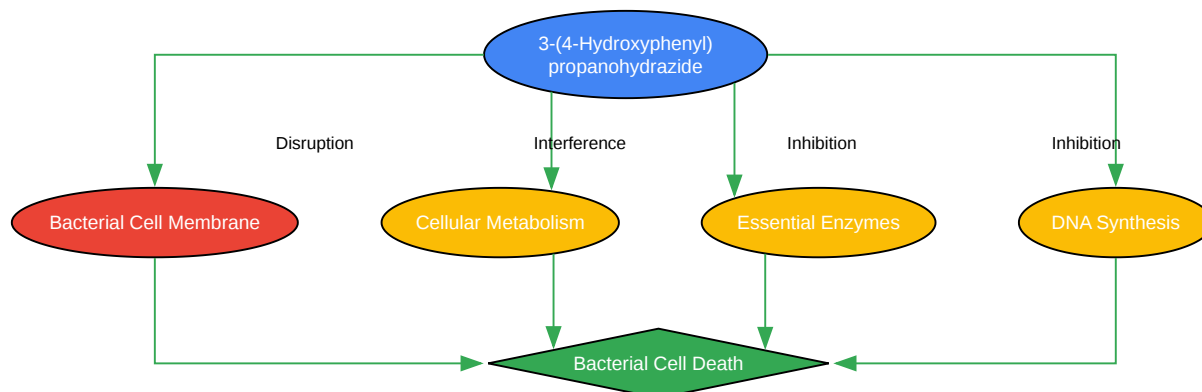 3-(4-Hydroxyphenyl)
propanohydrazide
Disruption
Interference
Inhibition
Inhibition
Bacterial Cell Membrane
Cellular Metabolism
Essential Enzymes
DNA Synthesis
Bacterial Cell Death